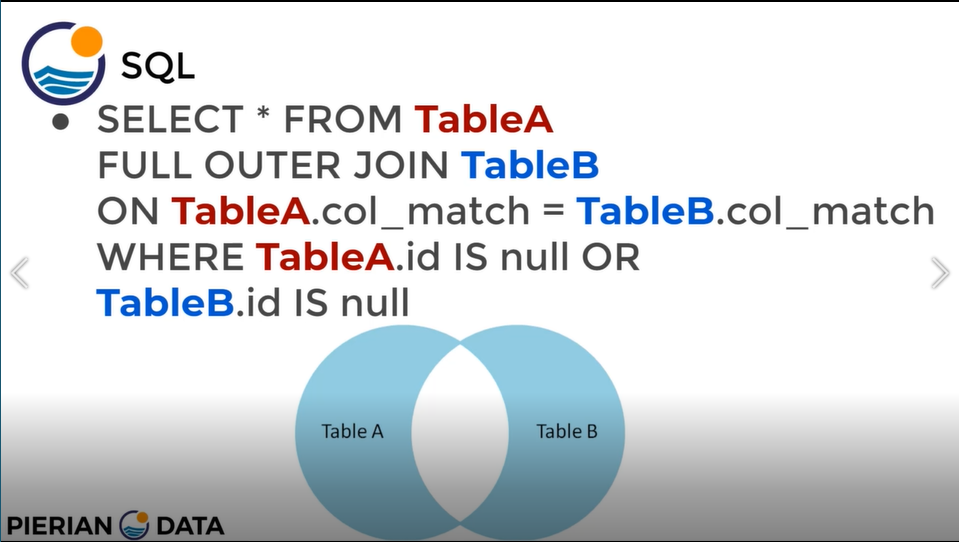 SQL
● SELECT * FROM TableA
FULL OUTER JOIN TableB
ON TableA.col_match = TableB.col_match
WHERE TableA.id IS null OR
TableB.id IS null
Table A
Table B
PIERIAN DATA